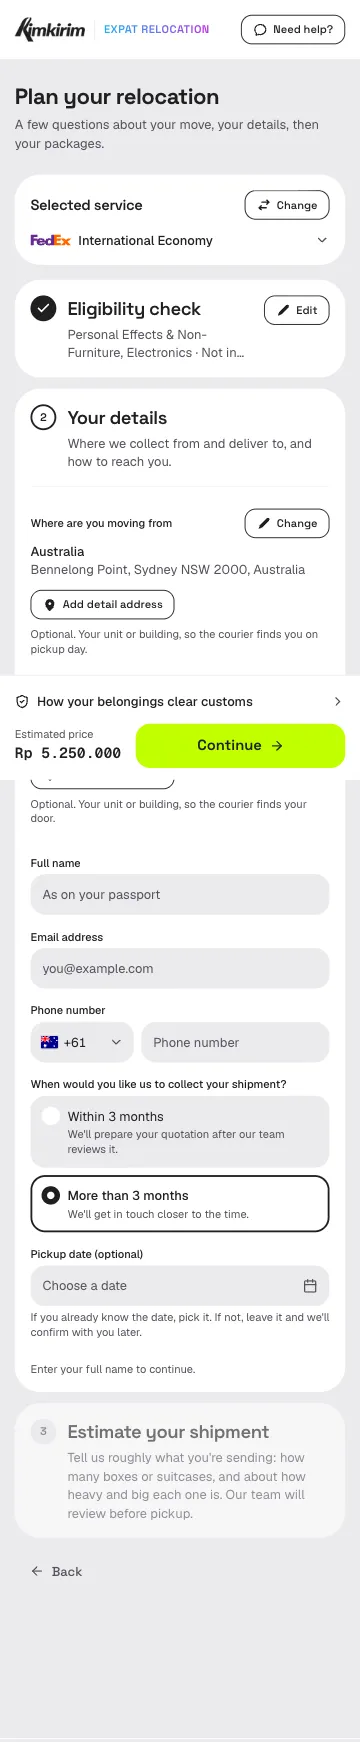 Kimkirim
EXPAT RELOCATION
Need help?
Plan your relocation
A few questions about your move, your details, then
your packages.
Selected service
Change
FedEx International Economy
Eligibility check
Edit
Personal Effects & Non-
Furniture, Electronics · Not in...
2
Your details
Where we collect from and deliver to, and
how to reach you.
Where are you moving from
Change
Australia
Bennelong Point, Sydney NSW 2000, Australia
Add detail address
Optional. Your unit or building, so the courier finds you on
pickup day.
How your belongings clear customs
Estimated price
Rp 5.250.000
Continue
Optional. Your unit or building, so the courier finds your
door.
Full name
As on your passport
Email address
you@example.com
Phone number
+61
Phone number
When would you like us to collect your shipment?
Within 3 months
We'll prepare your quotation after our team
reviews it.
More than 3 months
We'll get in touch closer to the time.
Pickup date (optional)
Choose a date
If you already know the date, pick it. If not, leave it and we'll
confirm with you later.
Enter your full name to continue.
3
Estimate your shipment
Tell us roughly what you're sending: how
many boxes or suitcases, and about how
heavy and big each one is. Our team will
review before pickup.
Back